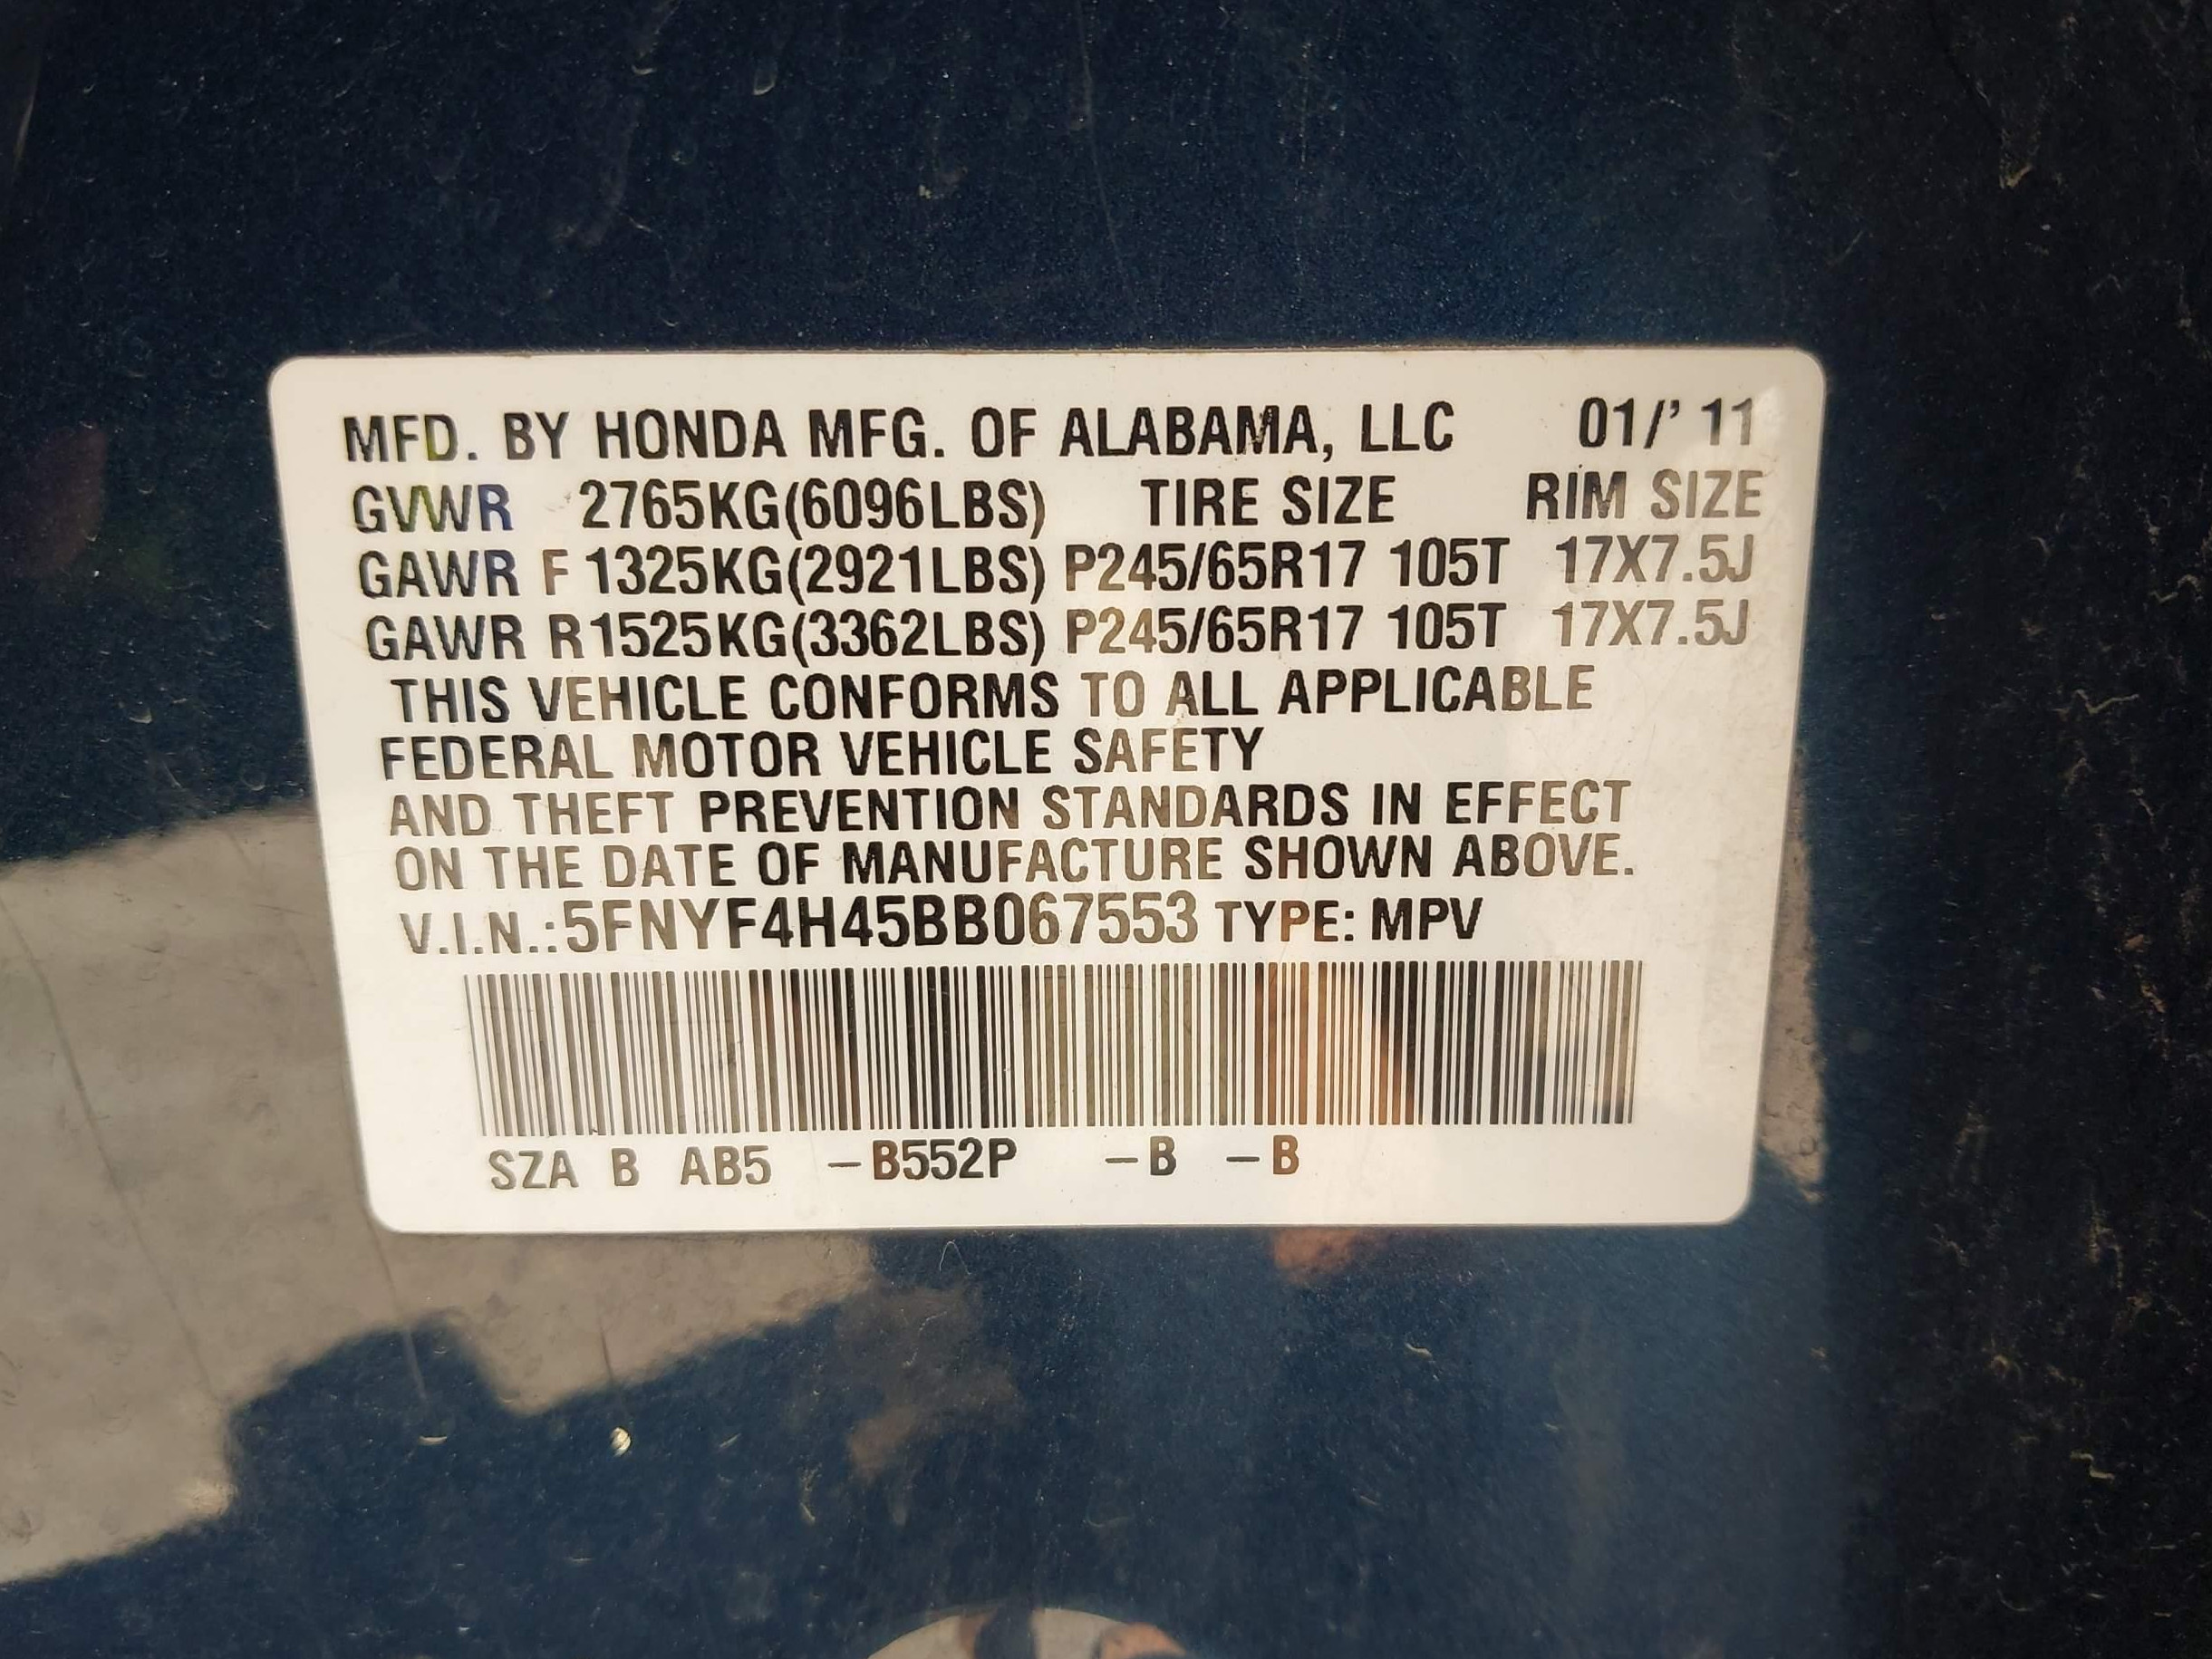 MFD. BY HONDA MFG. OF ALABAMA, LLC 01/' 11
GVWR 2765KG(6096LBS) TIRE SIZE RIM SIZE
GAWR F 1325KG(2921LBS) P245/65R17 105T 17X7.5J
GAWR R1525KG(3362LBS) P245/65R17 105T 17X7.5J
THIS VEHICLE CONFORMS TO ALL APPLICABLE
FEDERAL MOTOR VEHICLE SAFETY
AND THEFT PREVENTION STANDARDS IN EFFECT
ON THE DATE OF MANUFACTURE SHOWN ABOVE.
V.I.N.:5FNYF4H45BB067553 TYPE: MPV
SZA B AB5 –B552P –B –B